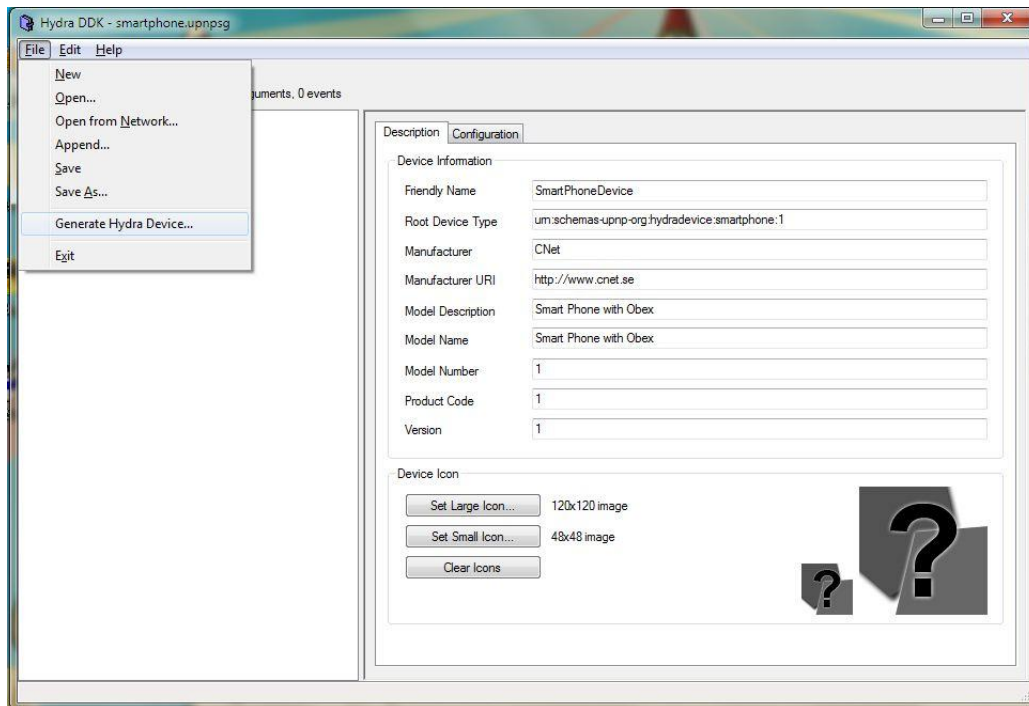 Hydra DDK - smartphone.upnpsg
File Edit Help
New
Open...
Open from Network...
Append...
Save
Save As...
Generate Hydra Device...
Exit
guments, 0 events
Description Configuration
Device Information
Friendly Name SmartPhoneDevice
Root Device Type urn:schemas-upnp-org:hydradevice:smartphone:1
Manufacturer CNet
Manufacturer URI http://www.cnet.se
Model Description Smart Phone with Obex
Model Name Smart Phone with Obex
Model Number 1
Product Code 1
Version 1
Device Icon
Set Large Icon... 120x120 image
Set Small Icon... 48x48 image
Clear Icons
? ?